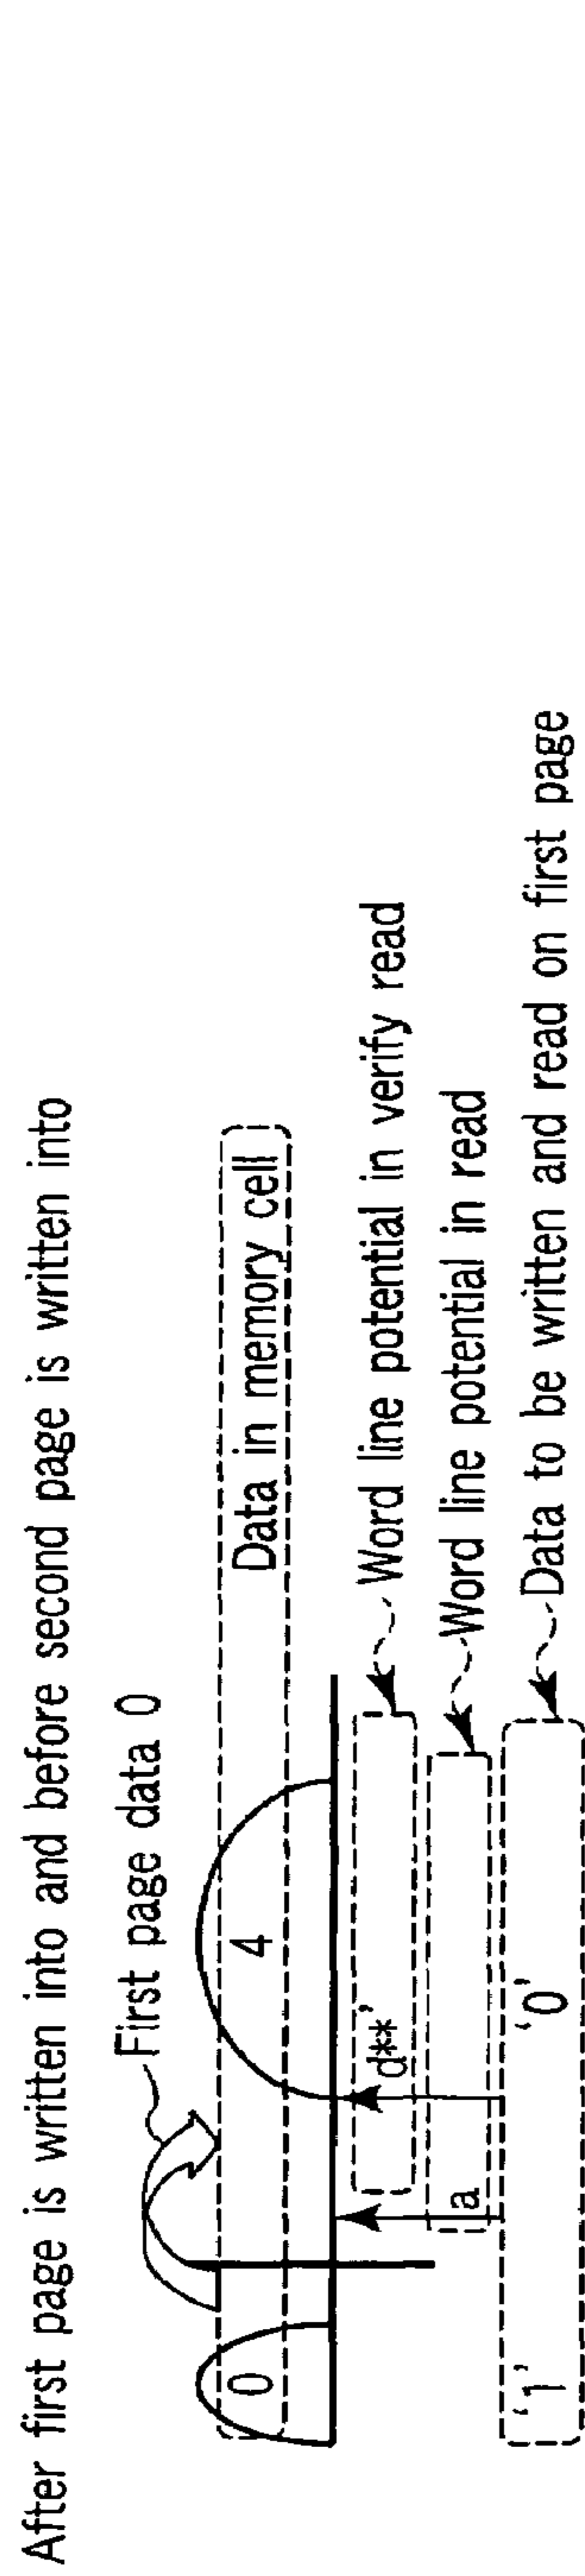 After first page is written into and before second page is written into
First page data 0
0 4 Data in memory cell
d**' Word line potential in verify read
a Word line potential in read
'1' '0' Data to be written and read on first page